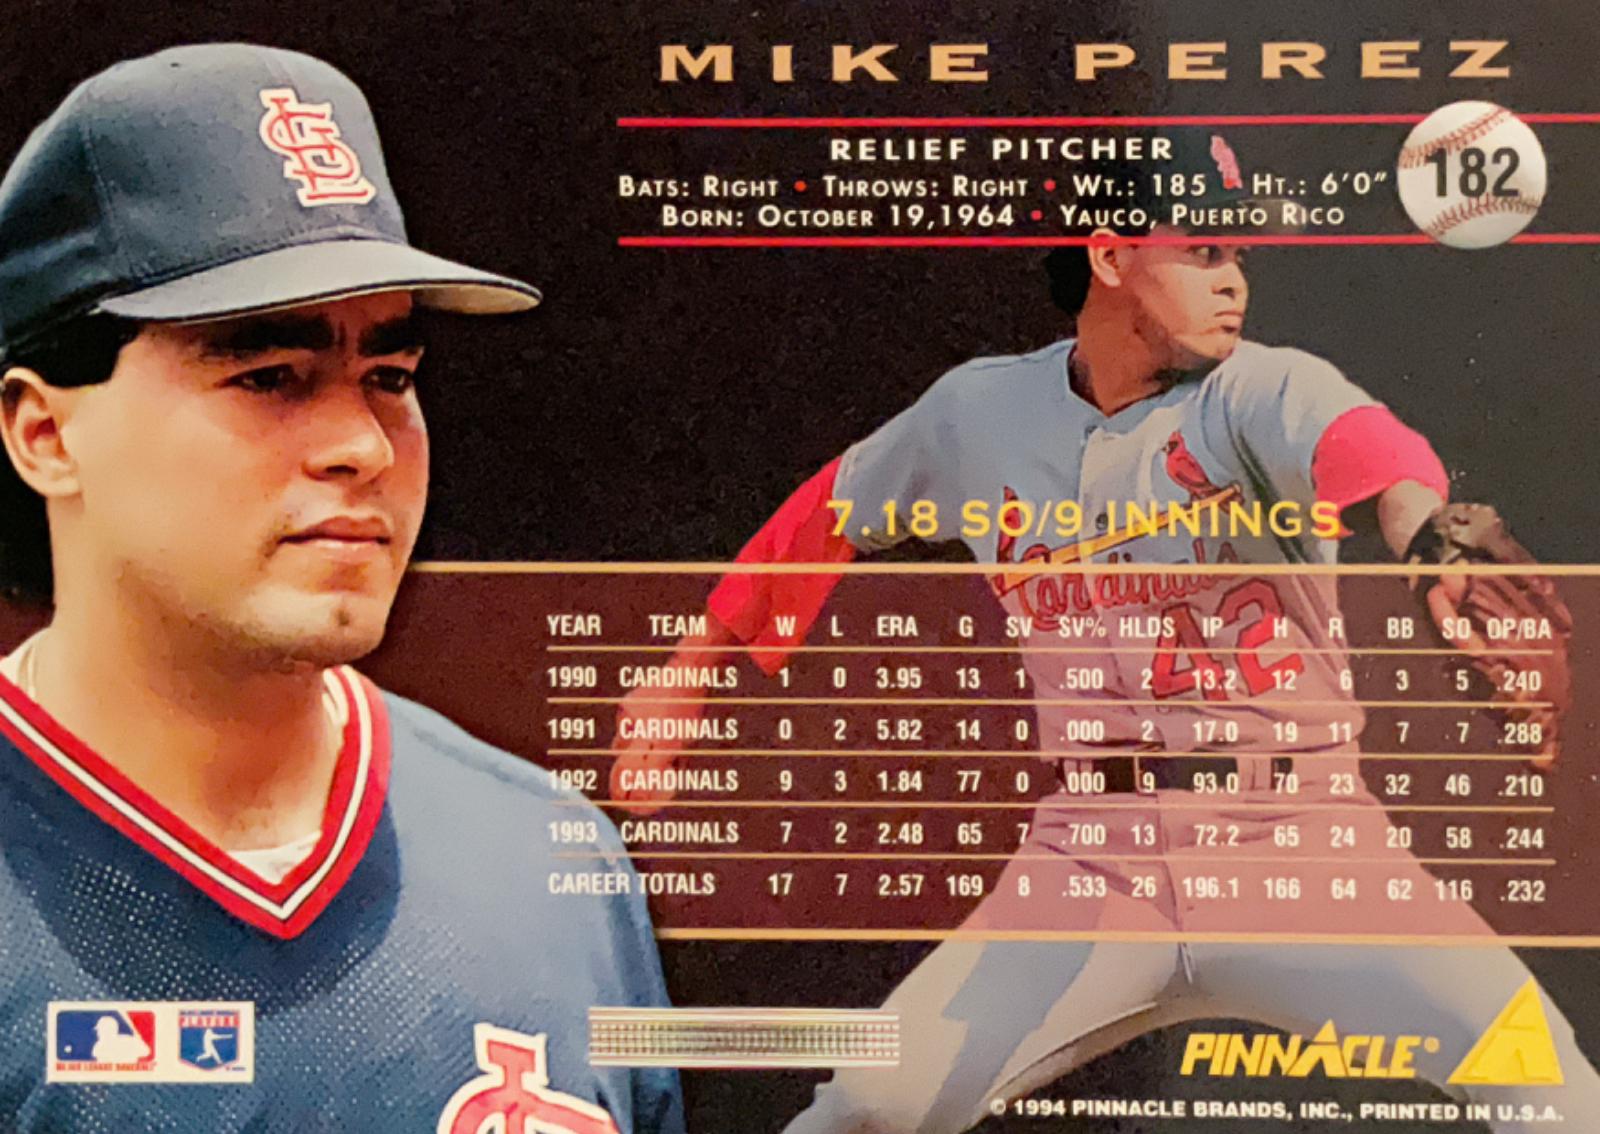 MIKE PEREZ
RELIEF PITCHER
BATS: RIGHT • THROWS: RIGHT • WT.: 185 HT.: 6'0"
182
BORN: OCTOBER 19,1964 • YAUCO, PUERTO RICO
7.18 SO/9 INNINGS
Cardinals
42
YEAR TEAM W L ERA G SV SV% HLDS IP H R BB SO OP/BA
1990 CARDINALS 1 0 3.95 13 1 .500 2 13.2 12 6 3 5 .240
1991 CARDINALS 0 2 5.82 14 0 .000 2 17.0 19 11 7 7 .288
1992 CARDINALS 9 3 1.84 77 0 .000 9 93.0 70 23 32 46 .210
1993 CARDINALS 7 2 2.48 65 7 .700 13 72.2 65 24 20 58 .244
CAREER TOTALS 17 7 2.57 169 8 .533 26 196.1 166 64 62 116 .232
PLAYERS
MAJOR LEAGUE BASEBALL
PINNACLE®
© 1994 PINNACLE BRANDS, INC., PRINTED IN U.S.A.